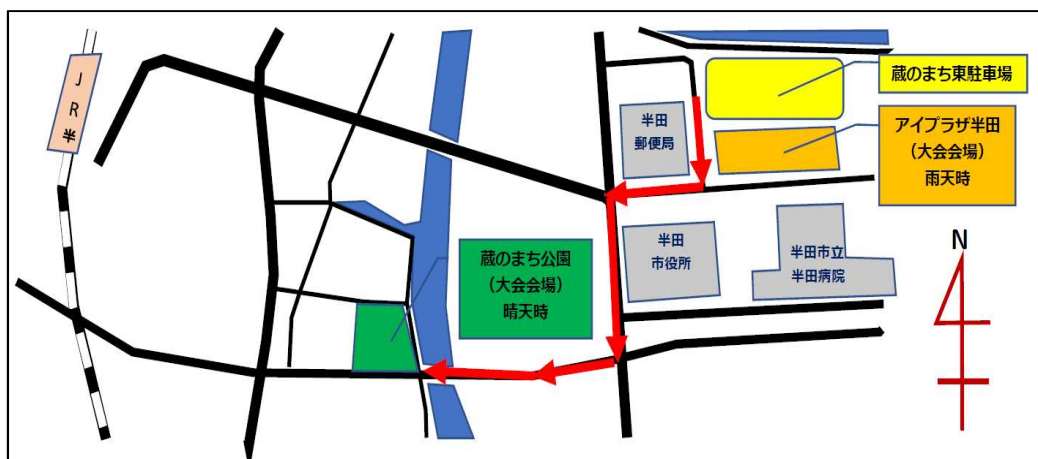 JR半
蔵のまち東駐車場
半田
郵便局
アイプラザ半田
(大会会場)
雨天時
蔵のまち公園
(大会会場)
晴天時
半田
市役所
半田市立
半田病院
N